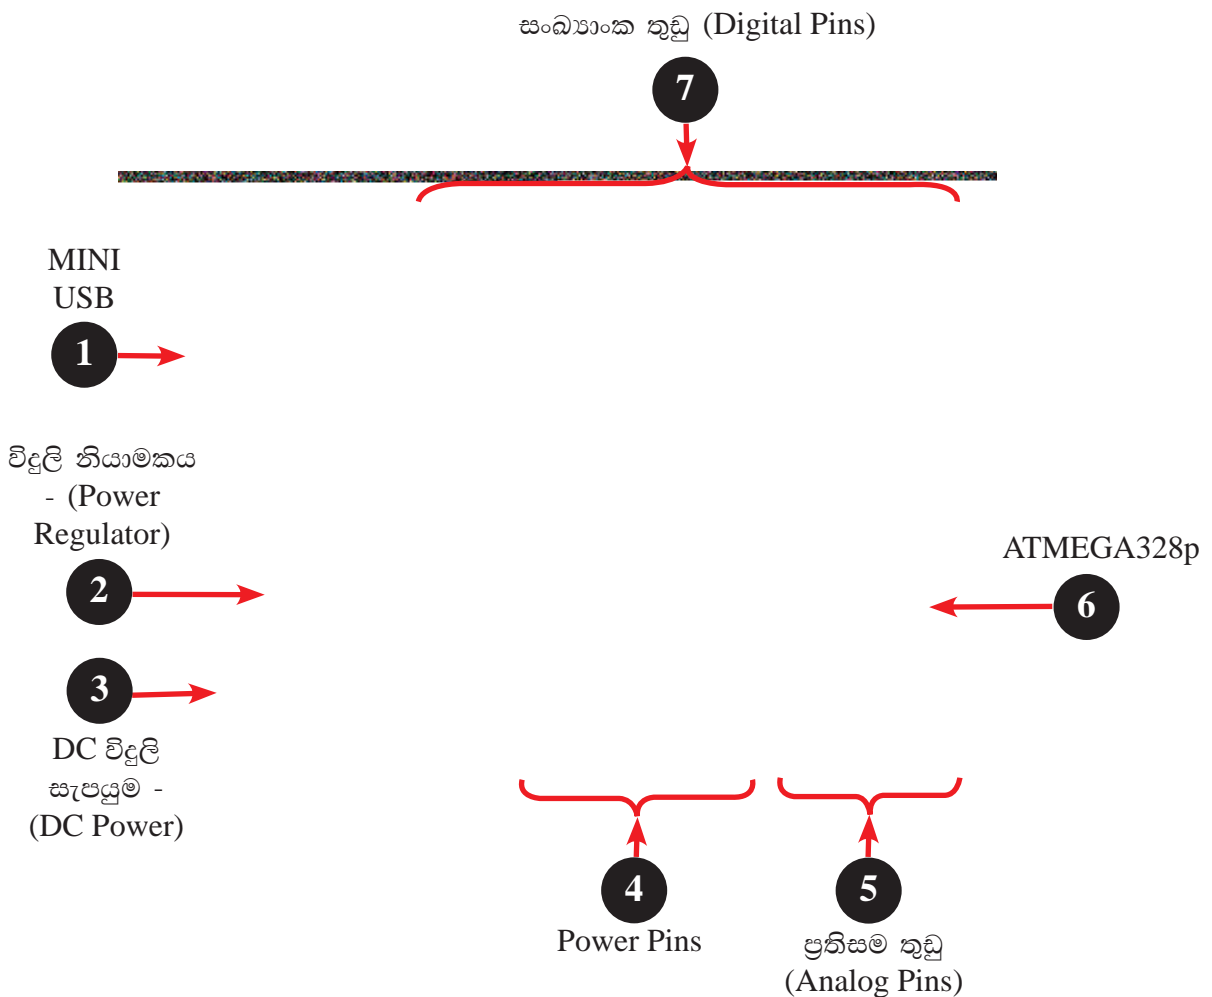 සංඛ්‍යාංක තුඩු (Digital Pins)
7
MINI
USB
1
විදුලි නියාමකය
- (Power
Regulator)
2
3
DC විදුලි
සැපයුම -
(DC Power)
ATMEGA328p
6
4
Power Pins
5
ප්‍රතිසම තුඩු
(Analog Pins)